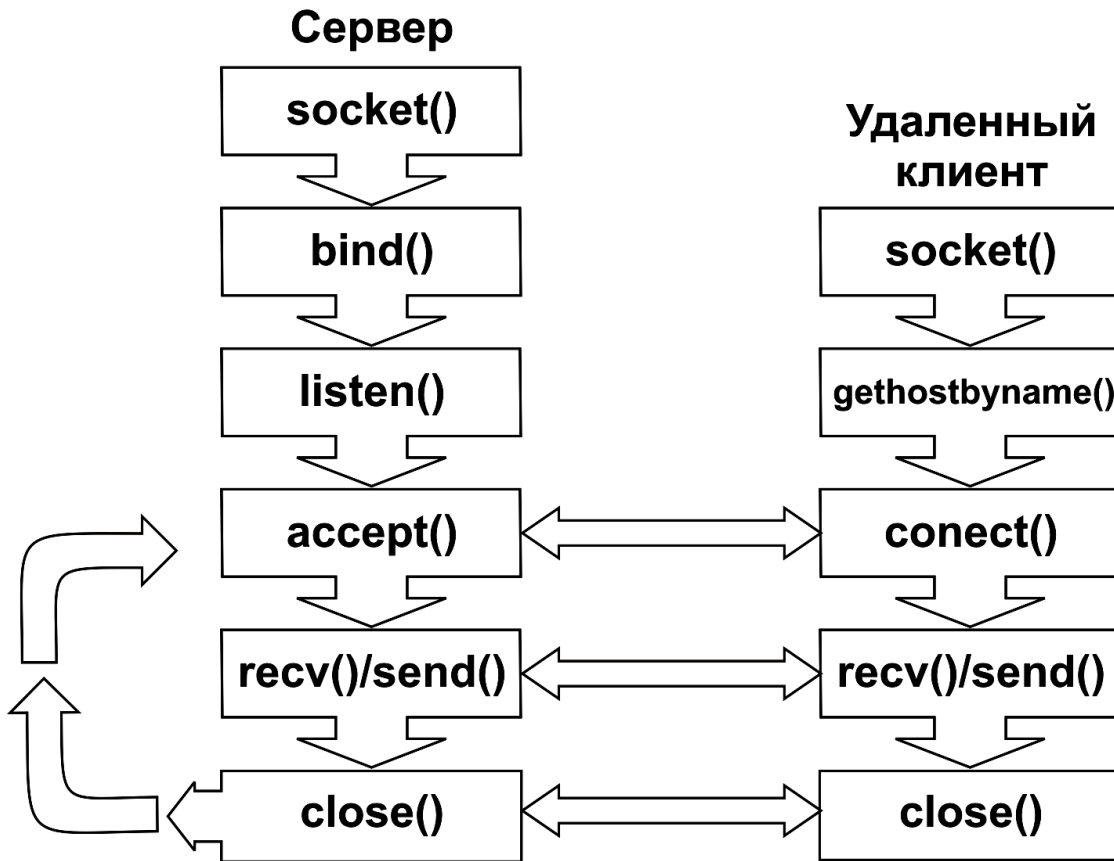 Сервер
socket()
bind()
listen()
accept()
recv()/send()
close()
Удаленный
клиент
socket()
gethostbyname()
conect()
recv()/send()
close()